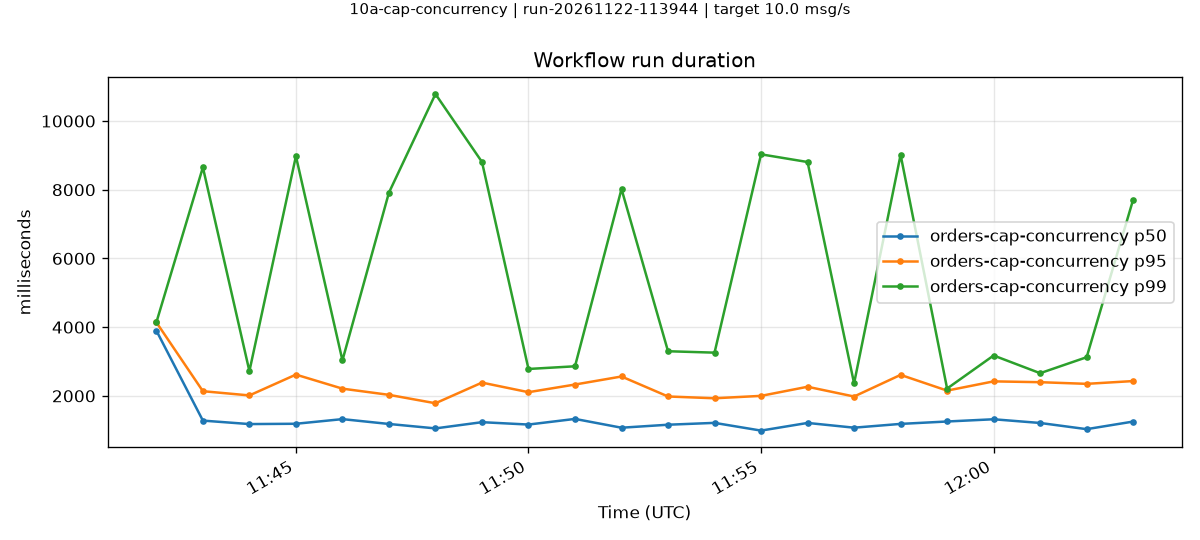 10a-cap-concurrency | run-20261122-113944 | target 10.0 msg/s
Workflow run duration
10000
8000
6000
4000
2000
milliseconds
orders-cap-concurrency p50
orders-cap-concurrency p95
orders-cap-concurrency p99
11:45
11:50
11:55
12:00
Time (UTC)